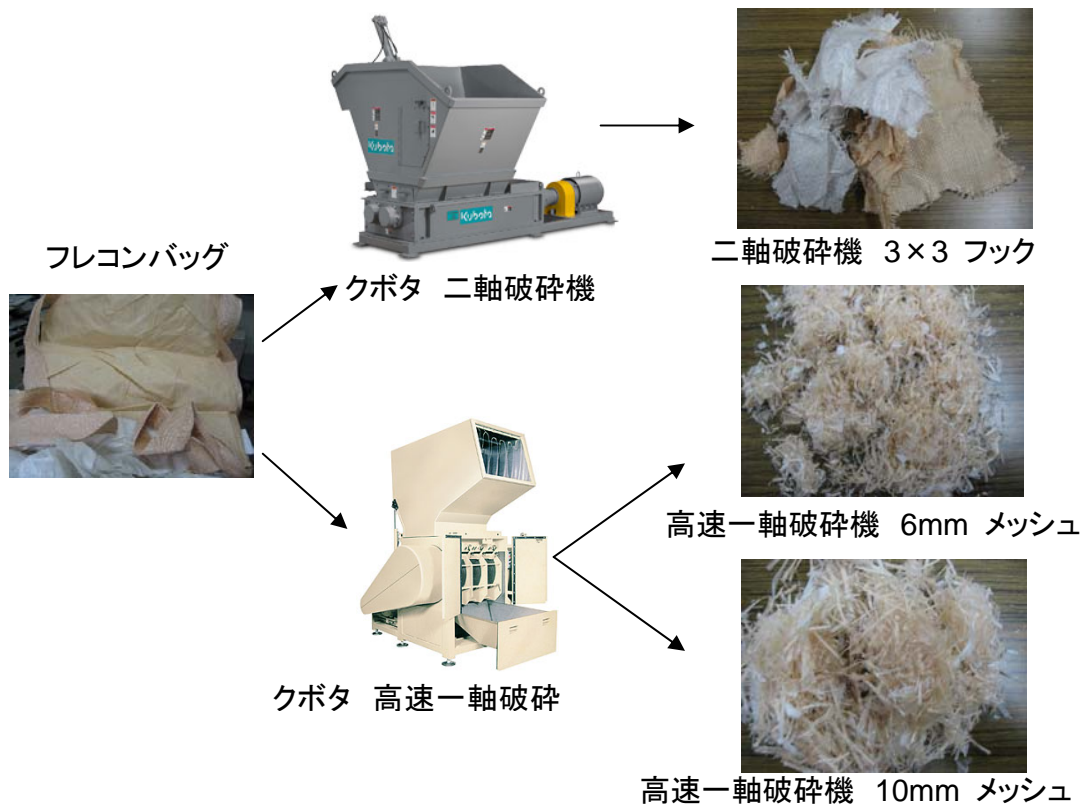 Kubota
Kubota
フレコンバッグ
クボタ 二軸破砕機
二軸破砕機 3×3 フック
高速一軸破砕機 6mm メッシュ
クボタ 高速一軸破砕
高速一軸破砕機 10mm メッシュ